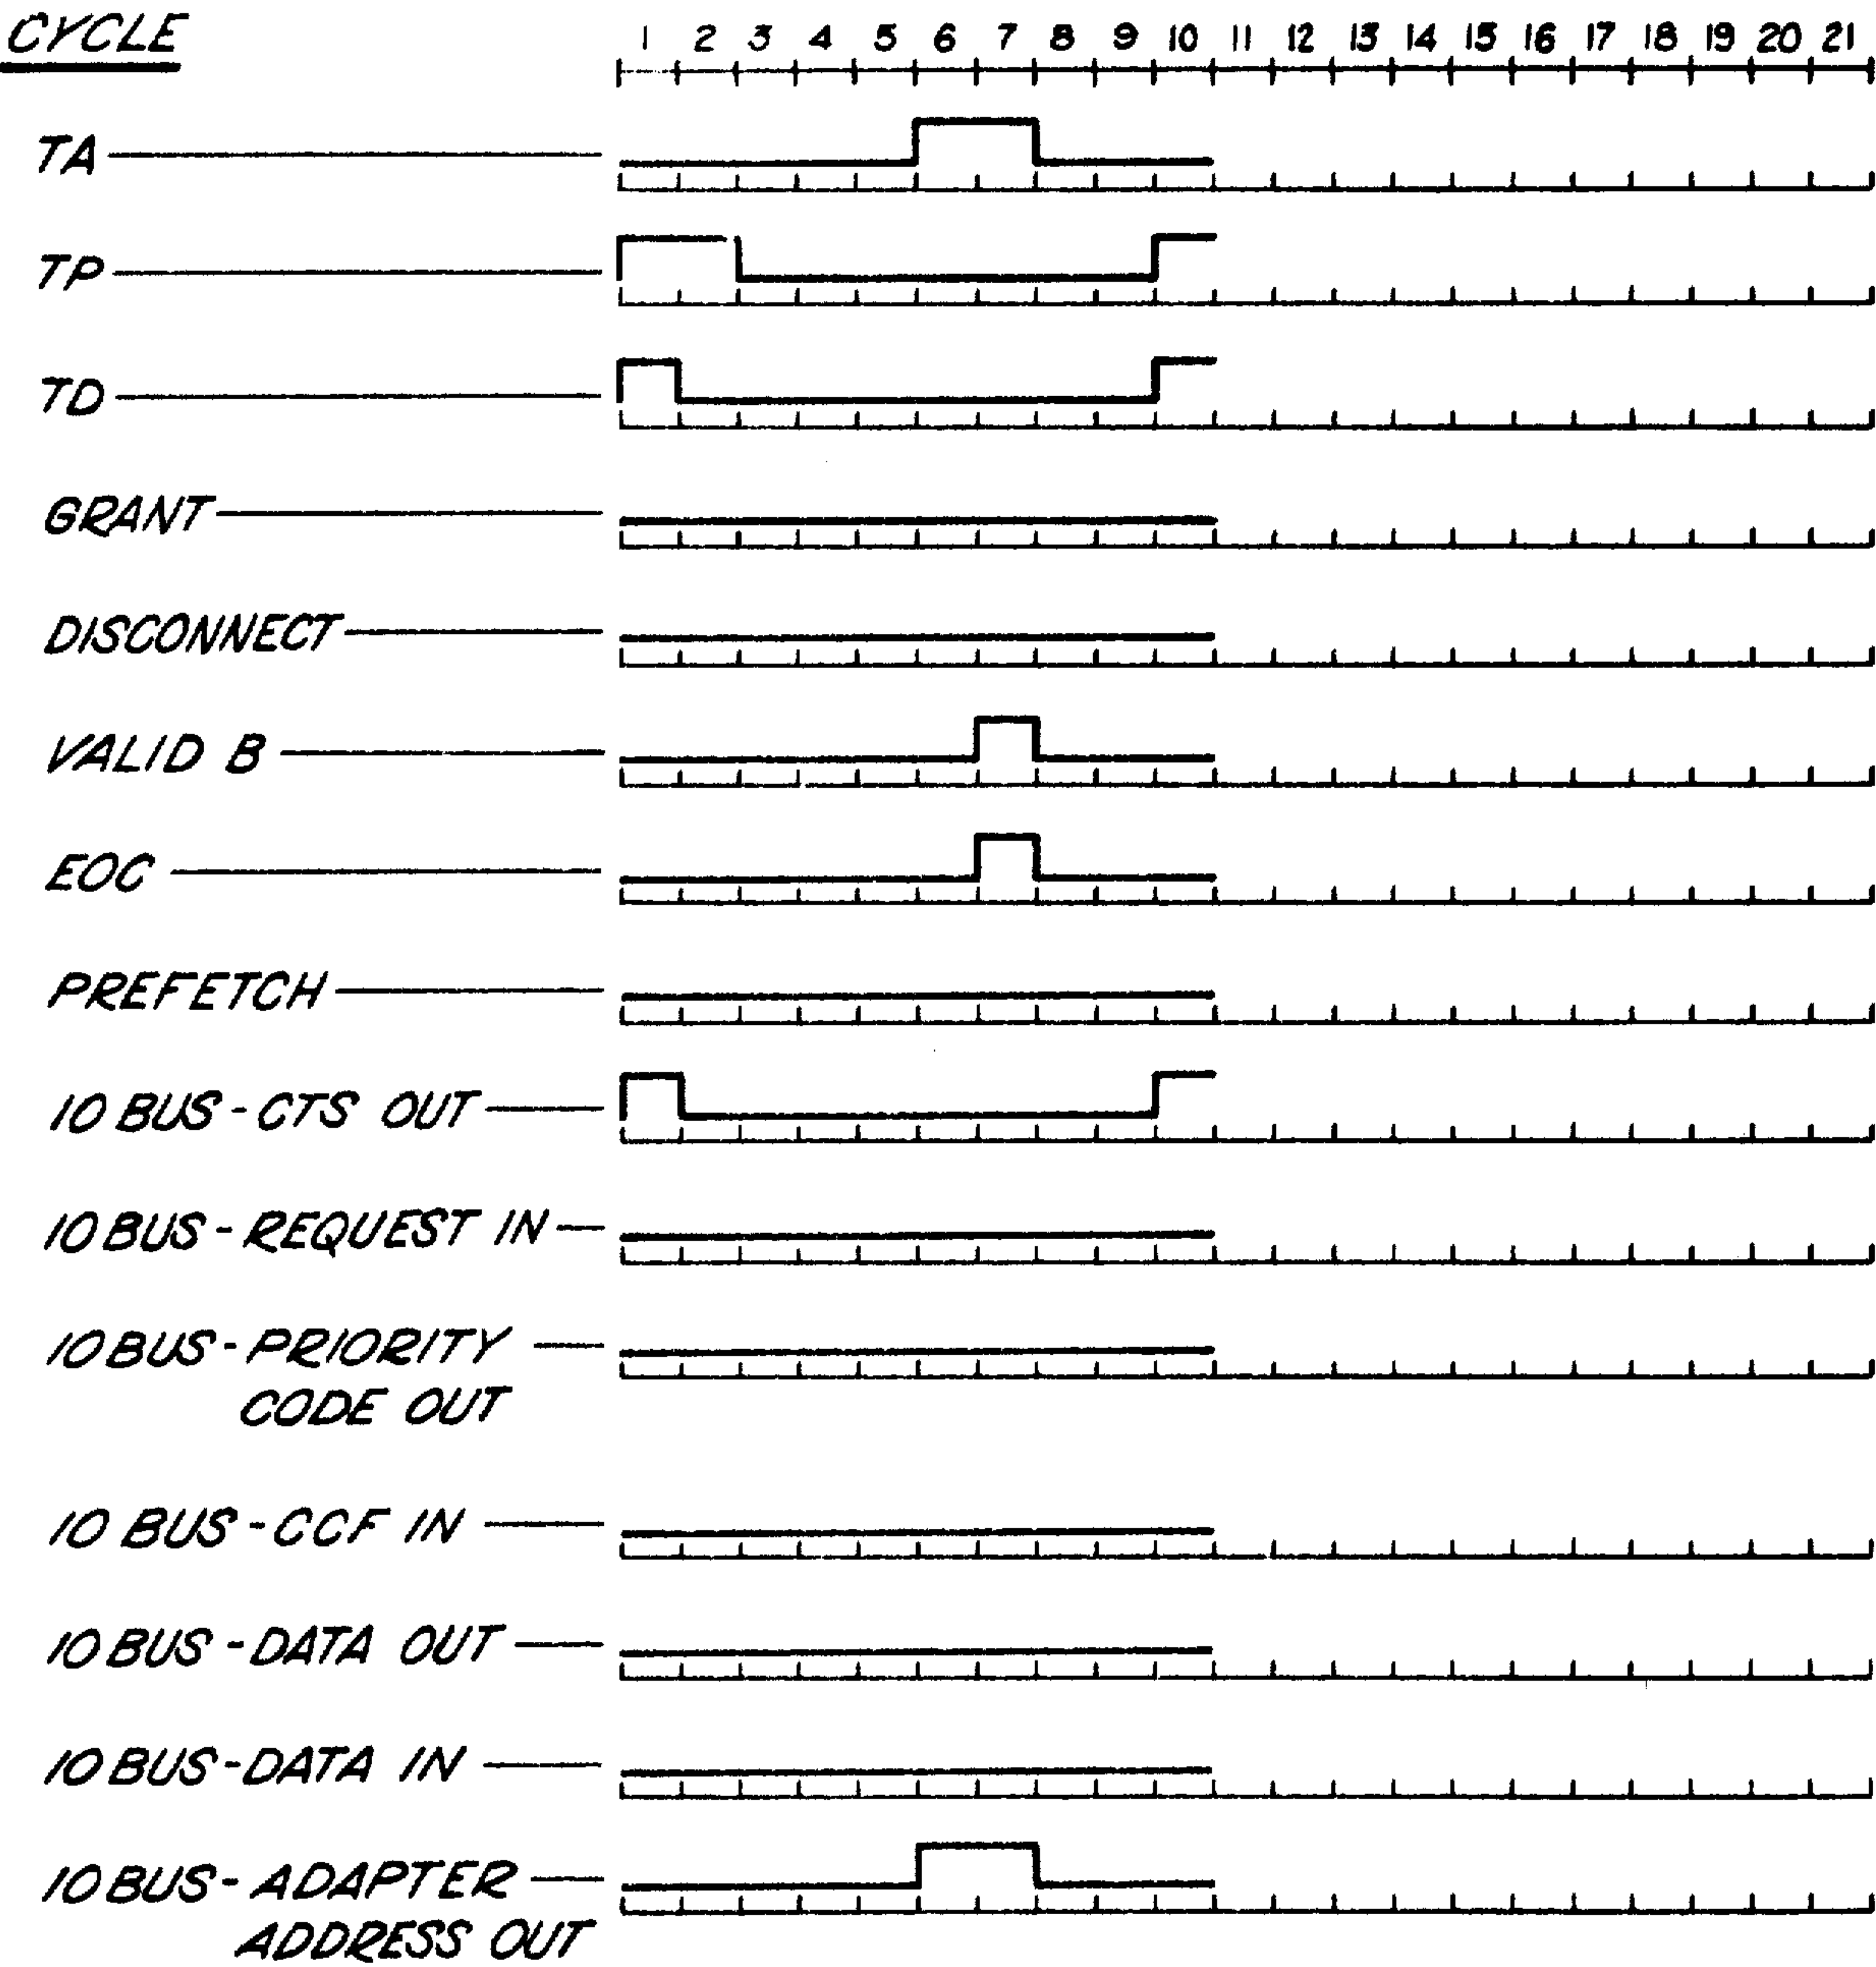 CYCLE 1 2 3 4 5 6 7 8 9 10 11 12 13 14 15 16 17 18 19 20 21
TA
TP
TD
GRANT
DISCONNECT
VALID B
EOC
PREFETCH
IO BUS - CTS OUT
IO BUS - REQUEST IN
IO BUS - PRIORITY
CODE OUT
IO BUS - CCF IN
IO BUS - DATA OUT
IO BUS - DATA IN
IO BUS - ADAPTER
ADDRESS OUT